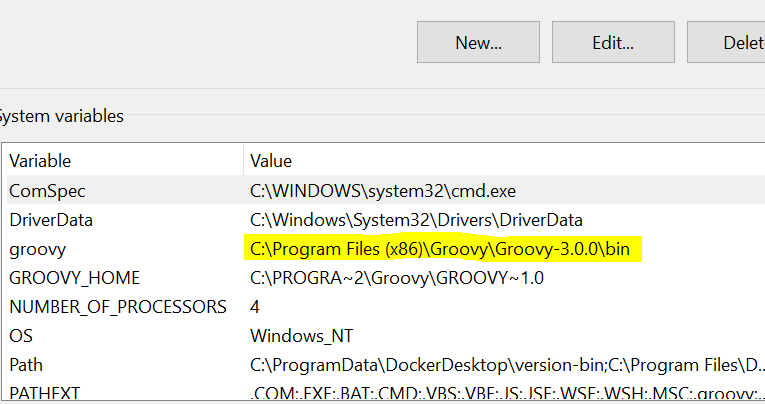 New... Edit... Delet
System variables
Variable Value
ComSpec C:\WINDOWS\system32\cmd.exe
DriverData C:\Windows\System32\Drivers\DriverData
groovy C:\Program Files (x86)\Groovy\Groovy-3.0.0\bin
GROOVY_HOME C:\PROGRA~2\Groovy\GROOVY~1.0
NUMBER_OF_PROCESSORS 4
OS Windows_NT
Path C:\ProgramData\DockerDesktop\version-bin;C:\Program Files\D...
PATHEXT .COM;.EXE;.BAT;.CMD;.VBS;.VBE;.JS;.JSE;.WSF;.WSH;.MSC;.groovy;...